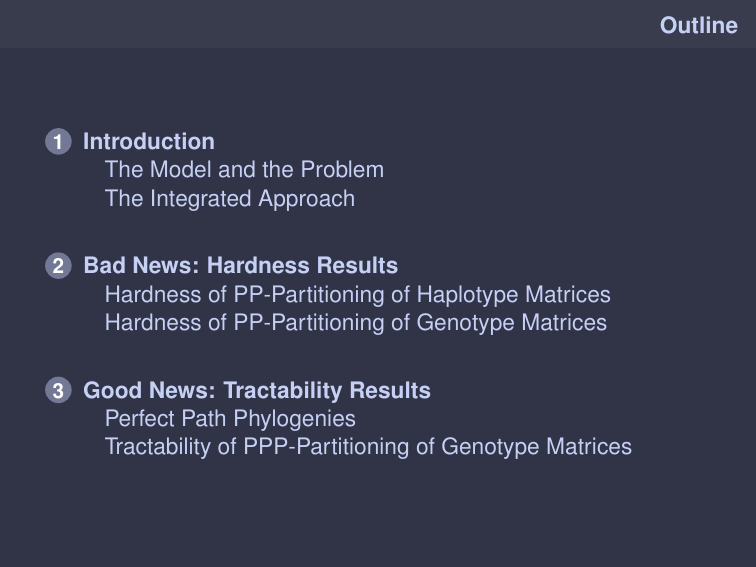 Outline
1 Introduction
The Model and the Problem
The Integrated Approach
2 Bad News: Hardness Results
Hardness of PP-Partitioning of Haplotype Matrices
Hardness of PP-Partitioning of Genotype Matrices
3 Good News: Tractability Results
Perfect Path Phylogenies
Tractability of PPP-Partitioning of Genotype Matrices